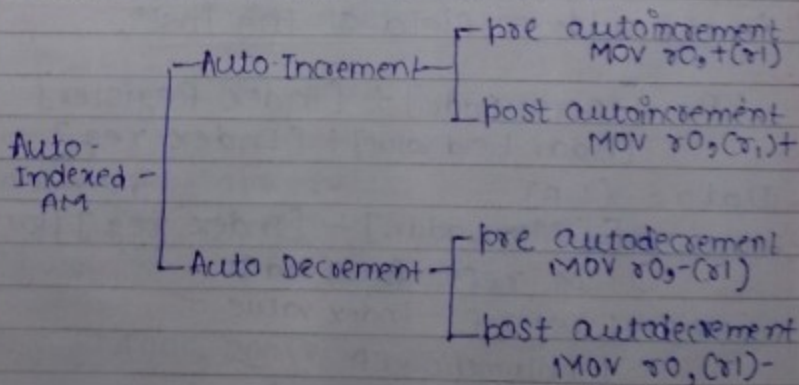 pre autoincrement
MOV r0, +(r1)
Auto Increment
post autoincrement
MOV r0, (r1)+
Auto-
Indexed
AM
pre autodecrement
MOV r0, -(r1)
Auto Decrement
post autodecrement
MOV r0, (r1)-